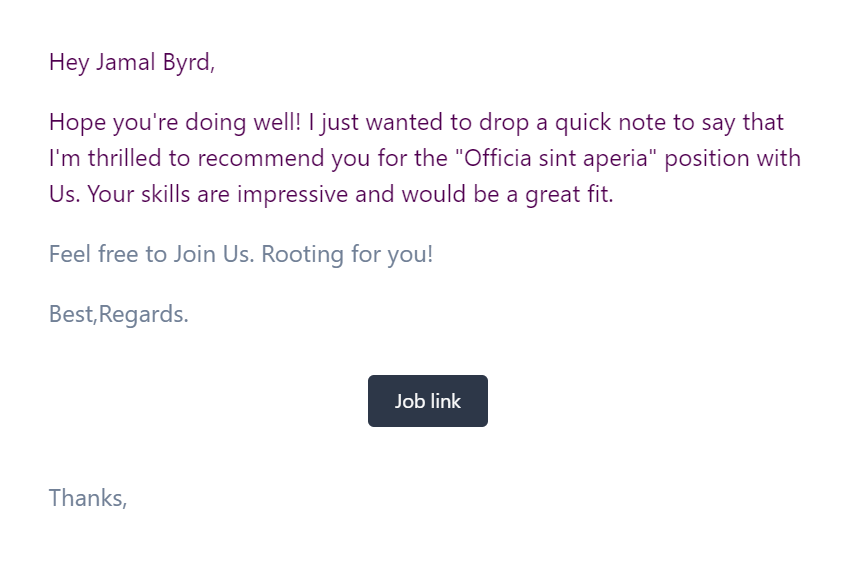 Hey Jamal Byrd,
Hope you're doing well! I just wanted to drop a quick note to say that
I'm thrilled to recommend you for the "Officia sint aperia" position with
Us. Your skills are impressive and would be a great fit.
Feel free to Join Us. Rooting for you!
Best,Regards.
Job link
Thanks,